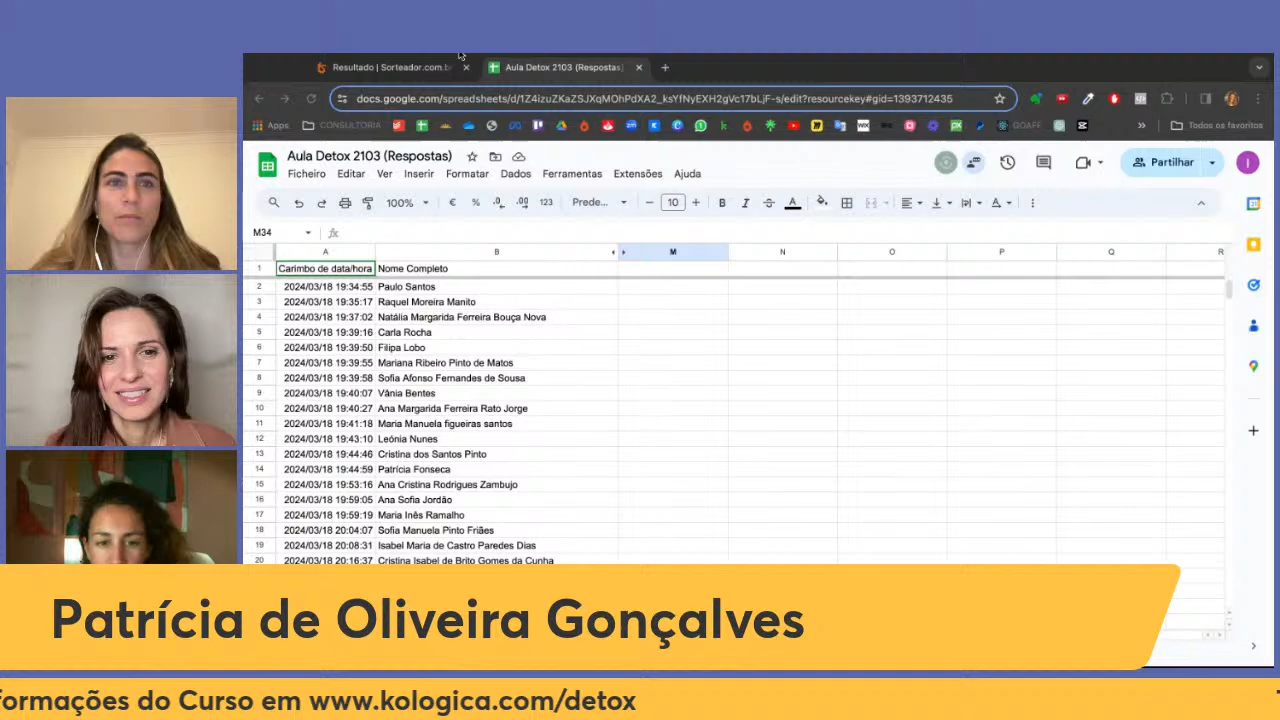 Resultado | Sorteador.com.b
Aula Detox 2103 (Respostas)
docs.google.com/spreadsheets/d/1Z4izuZKaZSJXqMOhPdXA2_ksYfNyEXH2gVc17bLjF-s/edit?resourcekey#gid=1393712435
Apps CONSULTORIA GOAFF Todos os favoritos
Aula Detox 2103 (Respostas)
Partilhar
Ficheiro Editar Ver Inserir Formatar Dados Ferramentas Extensões Ajuda
100% € % .0 .00 123 Prede... 10 B I
M34 fx
A B M N O P Q R
1 Carimbo de data/hora Nome Completo
2 2024/03/18 19:34:55 Paulo Santos
3 2024/03/18 19:35:17 Raquel Moreira Manito
4 2024/03/18 19:37:02 Natália Margarida Ferreira Bouça Nova
5 2024/03/18 19:39:16 Carla Rocha
6 2024/03/18 19:39:50 Filipa Lobo
7 2024/03/18 19:39:55 Mariana Ribeiro Pinto de Matos
8 2024/03/18 19:39:58 Sofia Afonso Fernandes de Sousa
9 2024/03/18 19:40:07 Vânia Bentes
10 2024/03/18 19:40:27 Ana Margarida Ferreira Rato Jorge
11 2024/03/18 19:41:18 Maria Manuela figueiras santos
12 2024/03/18 19:43:10 Leónia Nunes
13 2024/03/18 19:44:46 Cristina dos Santos Pinto
14 2024/03/18 19:44:59 Patrícia Fonseca
15 2024/03/18 19:53:16 Ana Cristina Rodrigues Zambujo
16 2024/03/18 19:59:05 Ana Sofia Jordão
17 2024/03/18 19:59:19 Maria Inês Ramalho
18 2024/03/18 20:04:07 Sofia Manuela Pinto Friães
19 2024/03/18 20:08:31 Isabel Maria de Castro Paredes Dias
20 2024/03/18 20:16:37 Cristina Isabel de Brito Gomes da Cunha
Patrícia de Oliveira Gonçalves
formações do Curso em www.kologica.com/detox